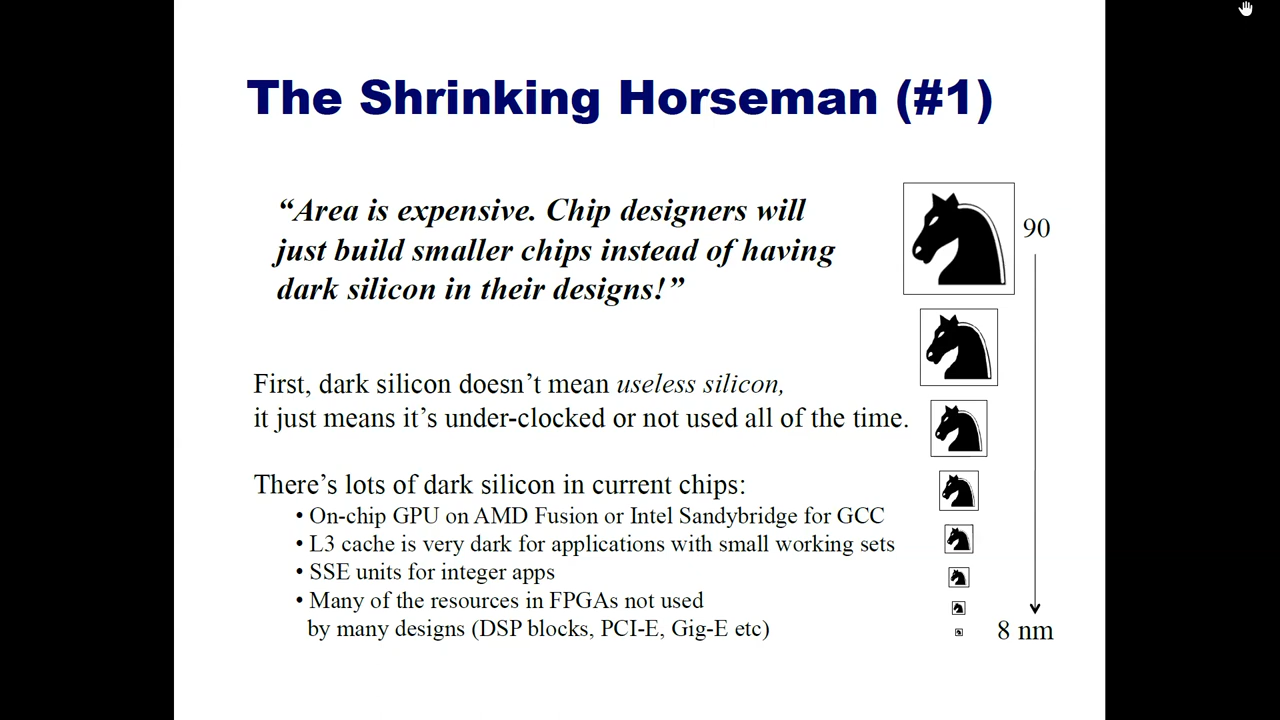 The Shrinking Horseman (#1)
“Area is expensive. Chip designers will
just build smaller chips instead of having
dark silicon in their designs!”
90
First, dark silicon doesn’t mean useless silicon,
it just means it’s under-clocked or not used all of the time.
There’s lots of dark silicon in current chips:
• On-chip GPU on AMD Fusion or Intel Sandybridge for GCC
• L3 cache is very dark for applications with small working sets
• SSE units for integer apps
• Many of the resources in FPGAs not used
by many designs (DSP blocks, PCI-E, Gig-E etc)
8 nm